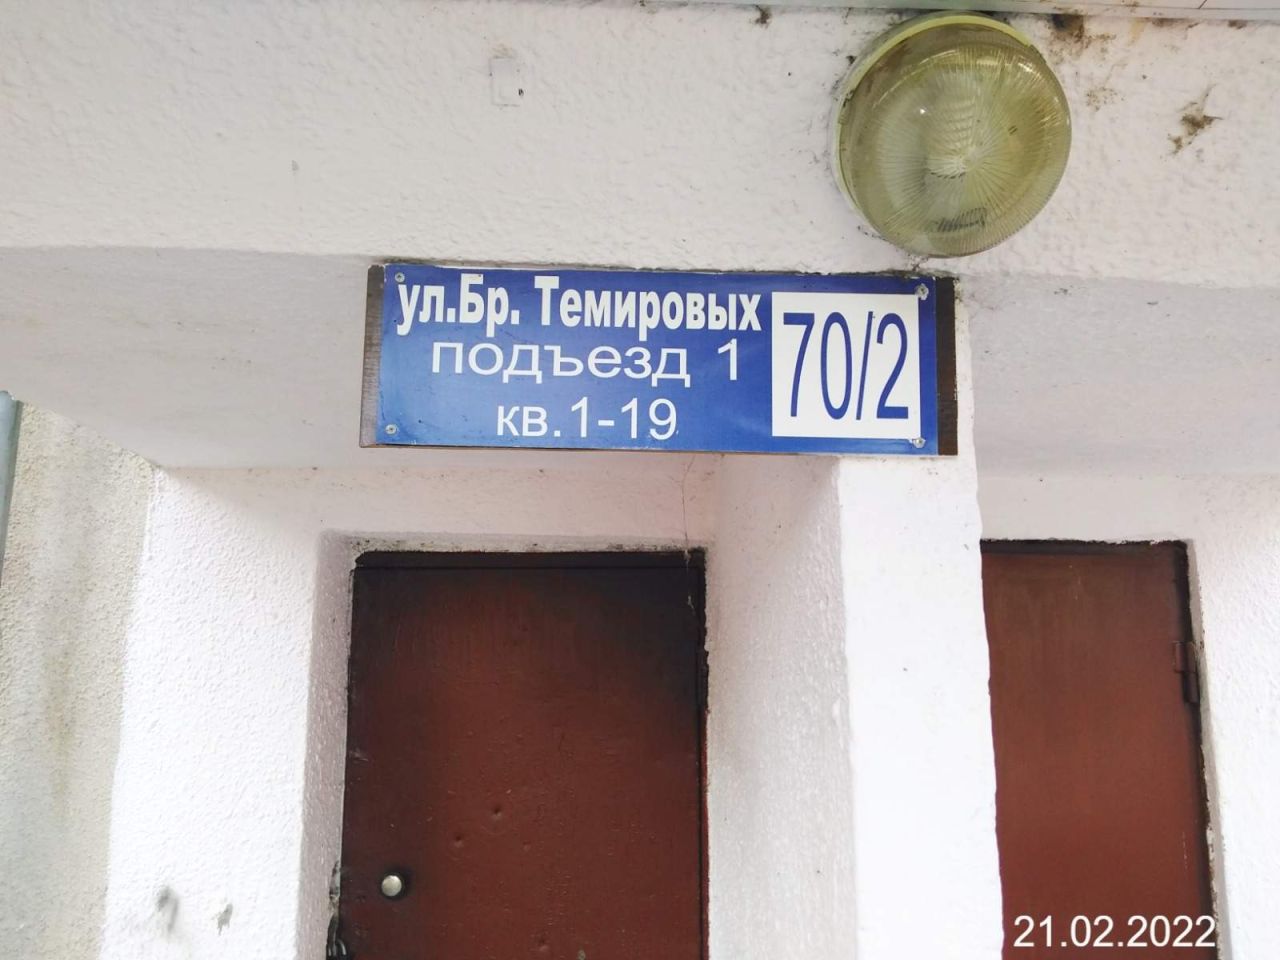 ул.Бр. Темировых
подъезд 1
кв.1-19
70/2
21.02.2022